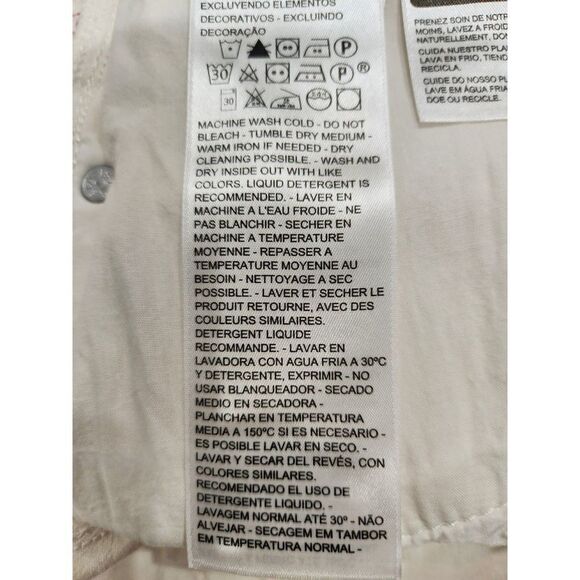 EXCLUYENDO ELEMENTOS
DECORATIVOS - EXCLUINDO
DECORAÇÃO
P
30 P ®
30
MACHINE WASH COLD - DO NOT
BLEACH - TUMBLE DRY MEDIUM -
WARM IRON IF NEEDED - DRY
CLEANING POSSIBLE. - WASH AND
DRY INSIDE OUT WITH LIKE
COLORS. LIQUID DETERGENT IS
RECOMMENDED. - LAVER EN
MACHINE A L'EAU FROIDE - NE
PAS BLANCHIR - SECHER EN
MACHINE A TEMPERATURE
MOYENNE - REPASSER A
TEMPERATURE MOYENNE AU
BESOIN - NETTOYAGE A SEC
POSSIBLE. - LAVER ET SECHER LE
PRODUIT RETOURNE, AVEC DES
COULEURS SIMILAIRES.
DETERGENT LIQUIDE
RECOMMANDE. - LAVAR EN
LAVADORA CON AGUA FRIA A 30ºC
Y DETERGENTE, EXPRIMIR - NO
USAR BLANQUEADOR - SECADO
MEDIO EN SECADORA -
PLANCHAR EN TEMPERATURA
MEDIA A 150ºC SI ES NECESARIO -
ES POSIBLE LAVAR EN SECO. -
LAVAR Y SECAR DEL REVÉS, CON
COLORES SIMILARES.
RECOMENDADO EL USO DE
DETERGENTE LIQUIDO. -
LAVAGEM NORMAL ATÉ 30º - NÃO
ALVEJAR - SECAGEM EM TAMBOR
EM TEMPERATURA NORMAL -
PRENEZ SOIN DE NOTR
MOINS, LAVEZ A FROID
NATURELLEMENT, DO
CUIDA NUESTRO PLA
LAVA EN FRIO, TIEND
RECICLA.
CUIDE DO NOSSO P
LAVE EM ÁGUA FRIA
DOE OU RECICLE.